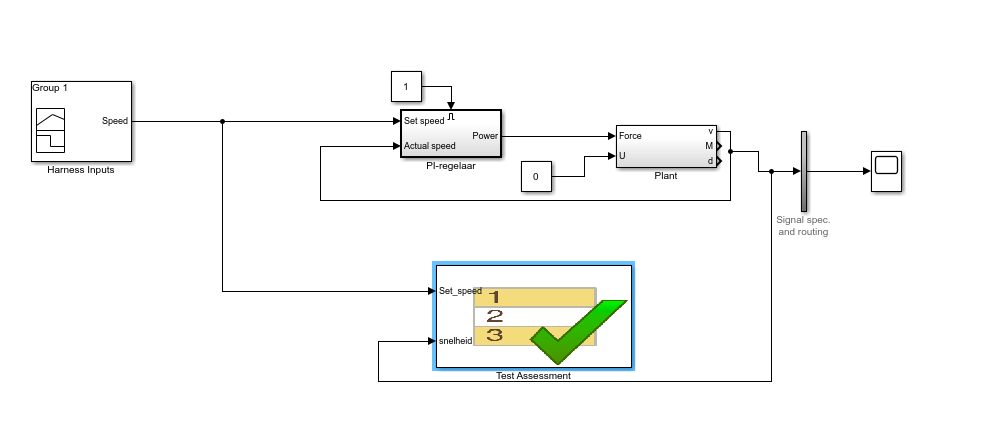 Group 1
Speed
Harness Inputs
1
Set speed
Actual speed
Power
PI-regelaar
0
Force
U
v
M
d
Plant
Signal spec.
and routing
Set_speed
snelheid
1
2
3
Test Assessment